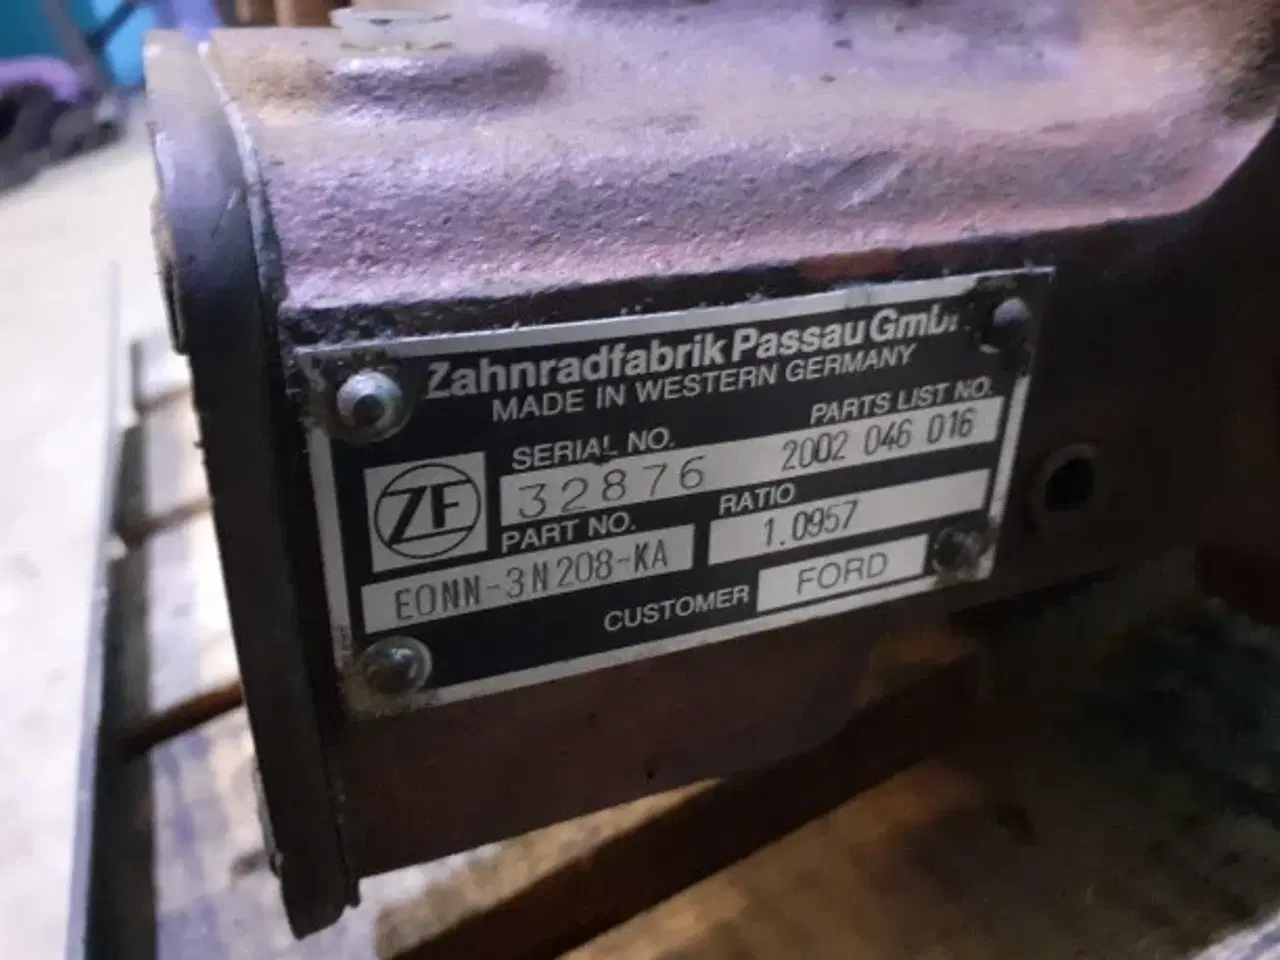 Zahnradfabrik Passau GmbH
MADE IN WESTERN GERMANY
SERIAL NO. PARTS LIST NO.
32876 2002 046 016
ZF
PART NO. RATIO
EONN-3N208-KA 1.0957
CUSTOMER FORD